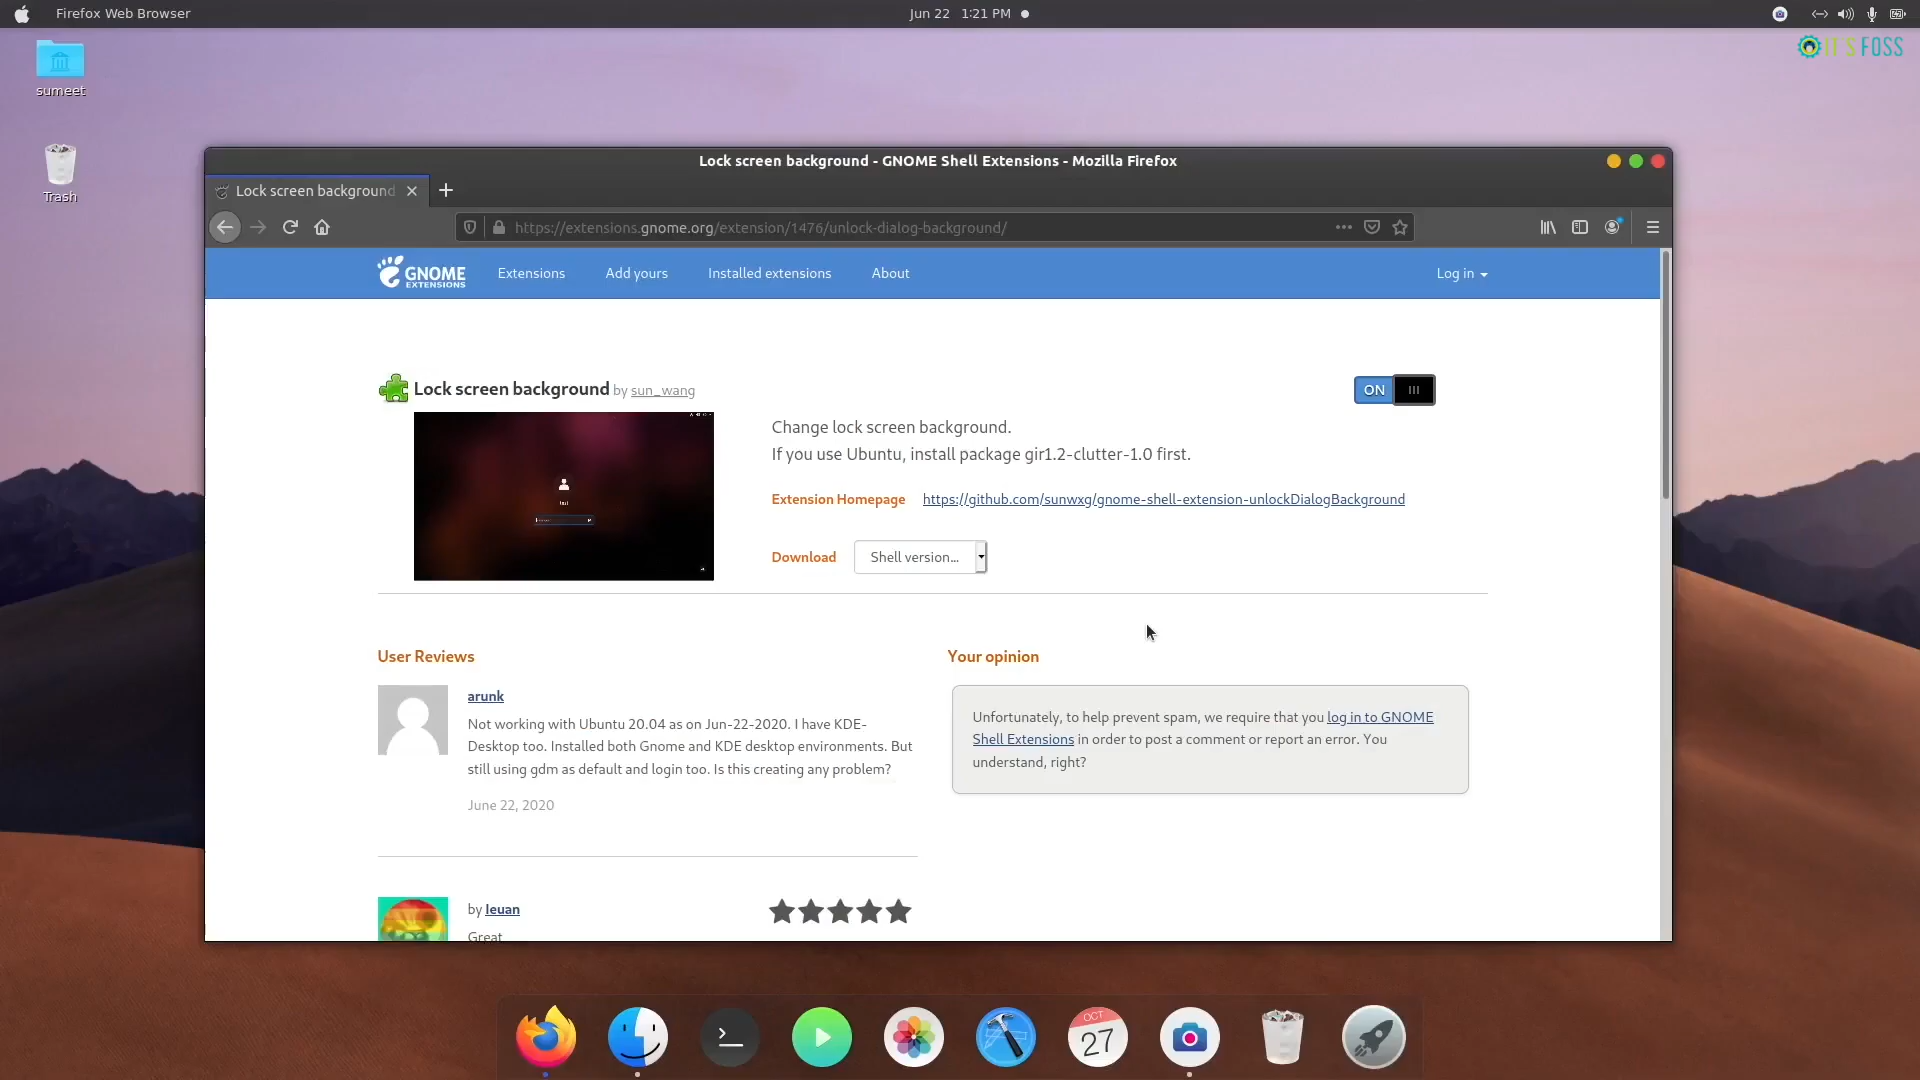 Firefox Web Browser
Jun 22 1:21 PM
IT'S FOSS
sumeet
Trash
Lock screen background - GNOME Shell Extensions - Mozilla Firefox
Lock screen background
https://extensions.gnome.org/extension/1476/unlock-dialog-background/
GNOME
EXTENSIONS
Extensions
Add yours
Installed extensions
About
Log in
Lock screen background by sun_wang
ON
Change lock screen background.
If you use Ubuntu, install package gir1.2-clutter-1.0 first.
Extension Homepage https://github.com/sunwxg/gnome-shell-extension-unlockDialogBackground
Download Shell version...
User Reviews
arunk
Not working with Ubuntu 20.04 as on Jun-22-2020. I have KDE-
Desktop too. Installed both Gnome and KDE desktop environments. But
still using gdm as default and login too. Is this creating any problem?
June 22, 2020
Your opinion
Unfortunately, to help prevent spam, we require that you log in to GNOME
Shell Extensions in order to post a comment or report an error. You
understand, right?
by
Great
OCT
27